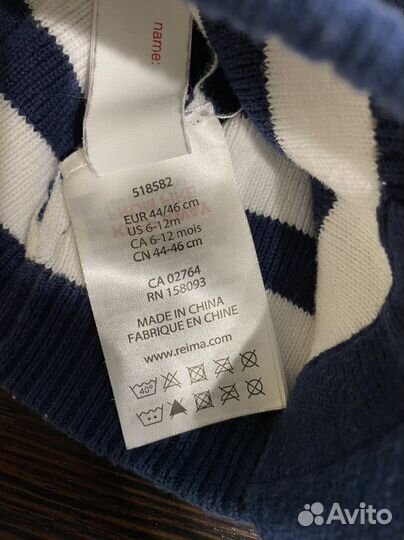 name:
518582
EUR 44/46 cm
US 6-12m
CA 6-12 mois
CN 44-46 cm
CA 02764
RN 158093
MADE IN CHINA
FABRIQUE EN CHINE
www.reima.com
40°
Avito